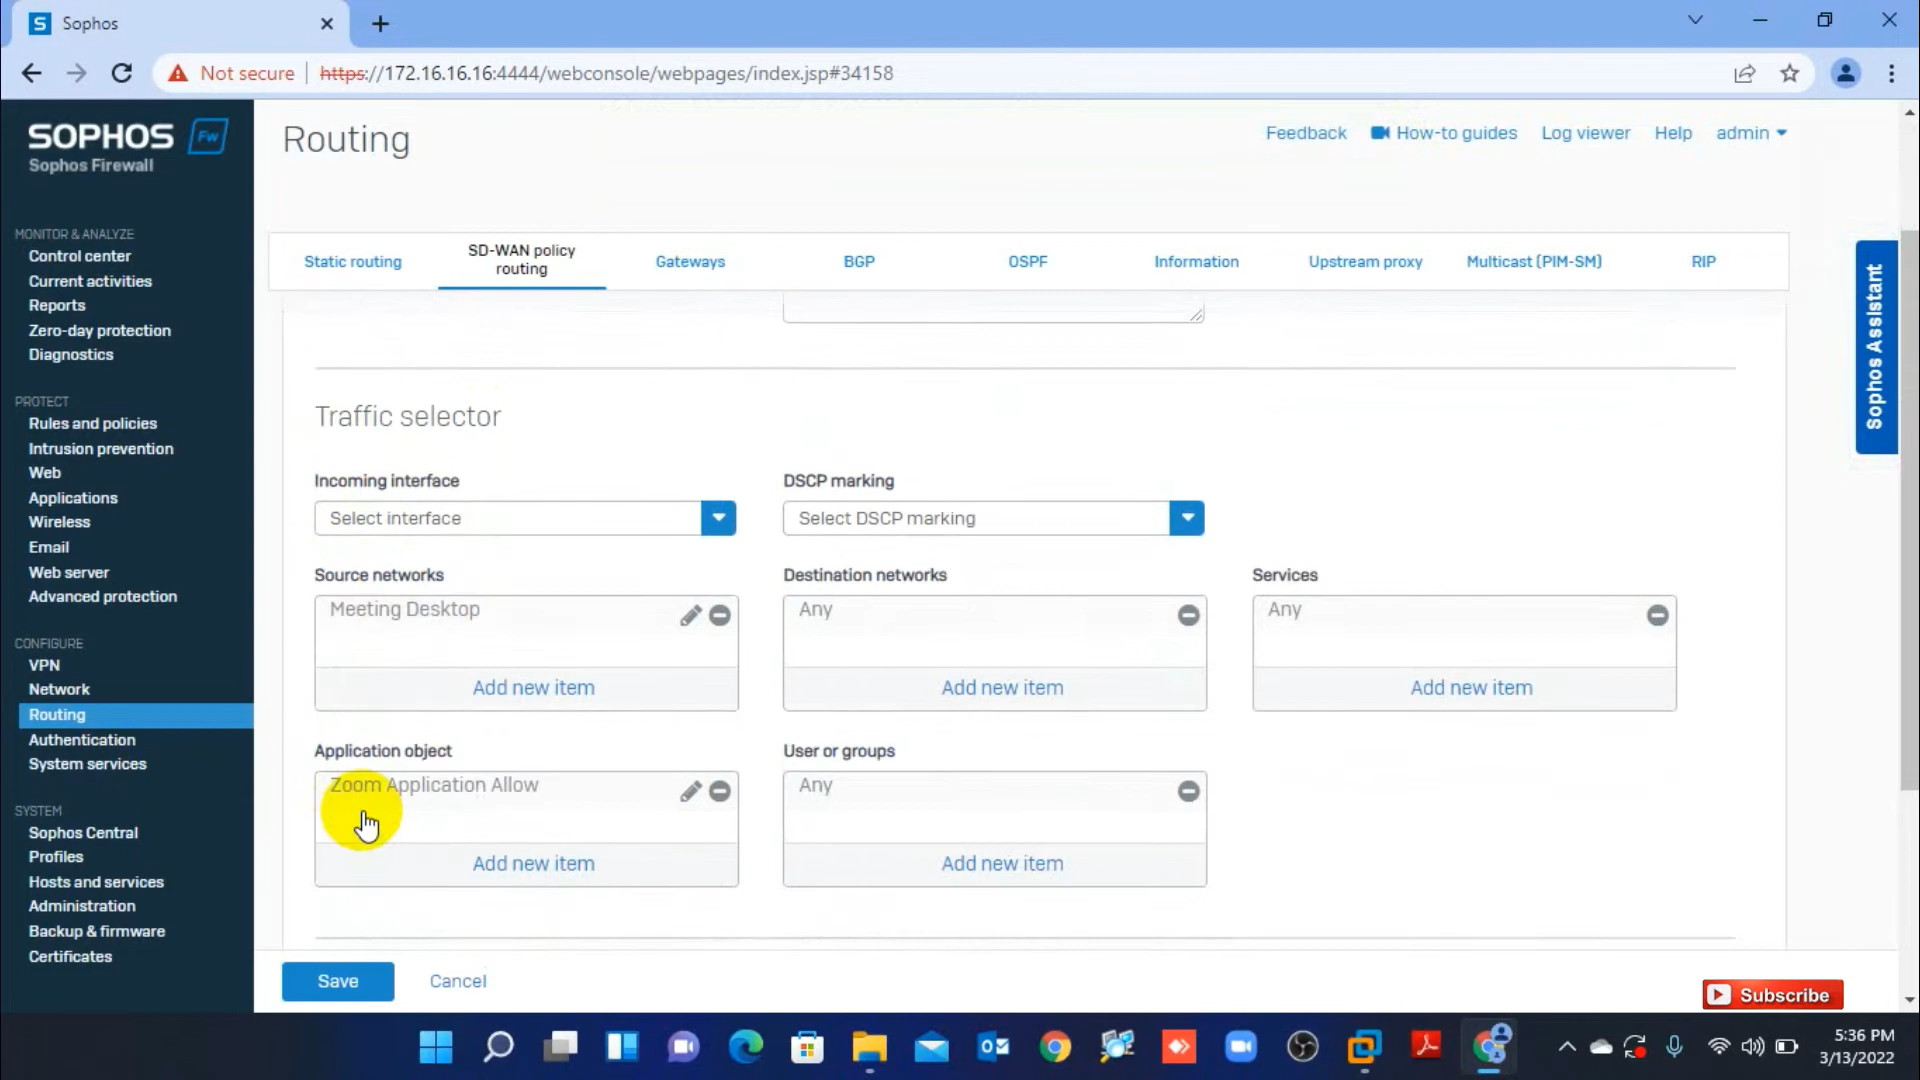 S Sophos
Not secure https://172.16.16.16:4444/webconsole/webpages/index.jsp#34158
SOPHOS Fw
Sophos Firewall
MONITOR & ANALYZE
Control center
Current activities
Reports
Zero-day protection
Diagnostics
PROTECT
Rules and policies
Intrusion prevention
Web
Applications
Wireless
Email
Web server
Advanced protection
CONFIGURE
VPN
Network
Routing
Authentication
System services
SYSTEM
Sophos Central
Profiles
Hosts and services
Administration
Backup & firmware
Certificates
Routing
Feedback How-to guides Log viewer Help admin
Static routing SD-WAN policy routing Gateways BGP OSPF Information Upstream proxy Multicast (PIM-SM) RIP
Sophos Assistant
Traffic selector
Incoming interface DSCP marking
Select interface Select DSCP marking
Source networks Destination networks Services
Meeting Desktop Any Any
Add new item Add new item Add new item
Application object User or groups
Zoom Application Allow Any
Add new item Add new item
Save Cancel
Subscribe
5:36 PM
3/13/2022